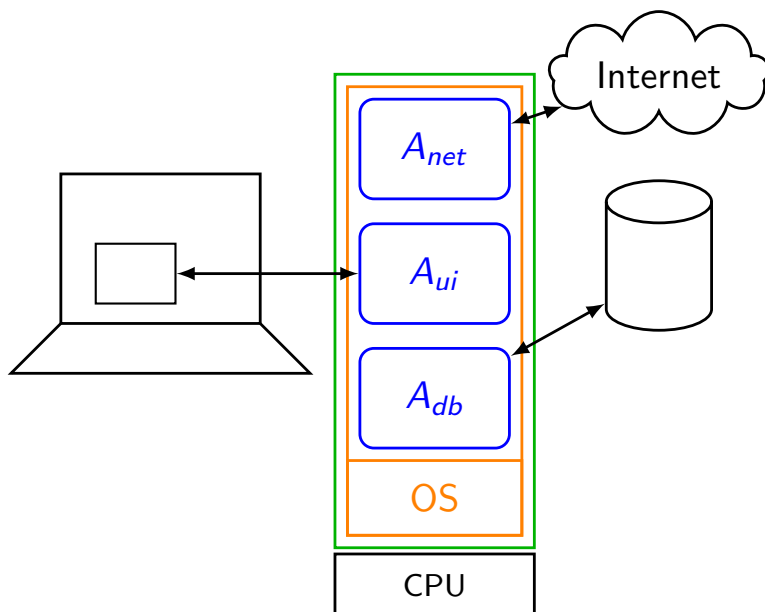 Internet
A_net
A_ui
A_db
OS
CPU